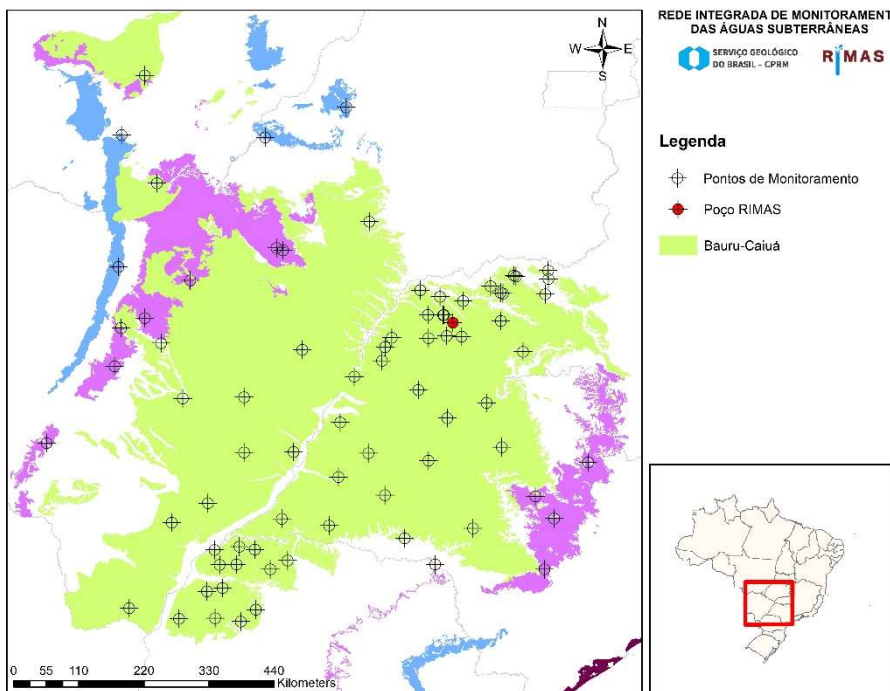 REDE INTEGRADA DE MONITORAMENT
DAS ÁGUAS SUBTERRÂNEAS
SERVIÇO GEOLÓGICO
DO BRASIL – CPRM
RIMAS
N
W E
S
Legenda
Pontos de Monitoramento
Poço RIMAS
Bauru-Caiuá
0 55 110 220 330 440
Kilometers